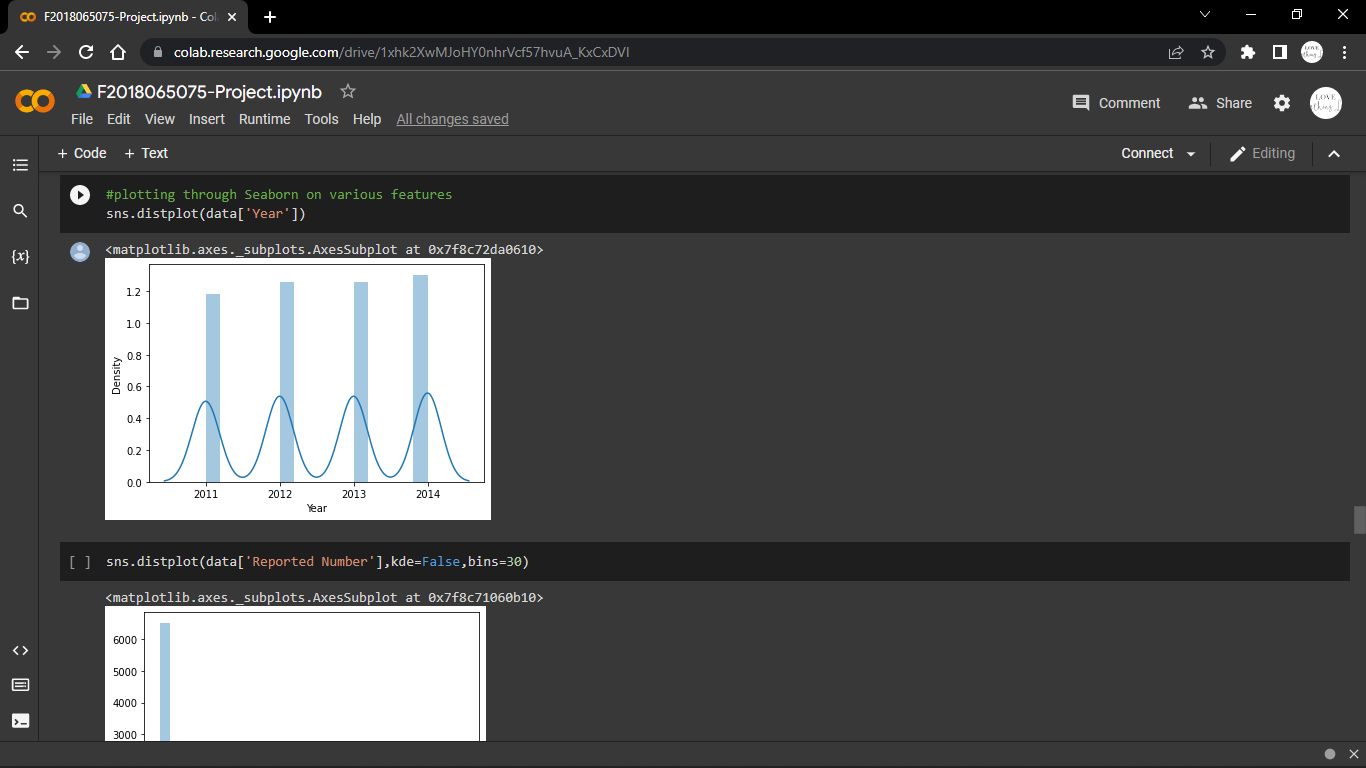 F2018065075-Project.ipynb - Col
colab.research.google.com/drive/1xhk2XwMJoHY0nhrVcf57hvuA_KxCxDVI
F2018065075-Project.ipynb
Comment
Share
File Edit View Insert Runtime Tools Help All changes saved
+ Code + Text
Connect
Editing
#plotting through Seaborn on various features
sns.distplot(data['Year'])
{x}
<matplotlib.axes._subplots.AxesSubplot at 0x7f8c72da0610>
1.2
1.0
0.8
0.6
0.4
0.2
0.0
Density
2011 2012 2013 2014
Year
[ ] sns.distplot(data['Reported Number'],kde=False,bins=30)
<matplotlib.axes._subplots.AxesSubplot at 0x7f8c71060b10>
6000
5000
4000
3000